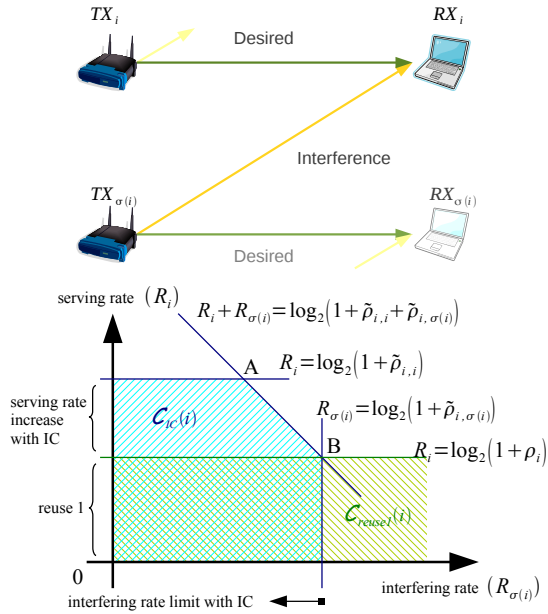 TX_i
RX_i
Desired
Interference
TX_σ(i)
RX_σ(i)
Desired
serving rate (R_i)
R_i + R_σ(i) = log_2(1 + ρ̃_i,i + ρ̃_i,σ(i))
A
R_i = log_2(1 + ρ̃_i,i)
serving rate
increase
with IC
C_IC(i)
R_σ(i) = log_2(1 + ρ̃_i,σ(i))
B
R_i = log_2(1 + ρ_i)
reuse 1
C_reuse1(i)
0
interfering rate (R_σ(i))
interfering rate limit with IC